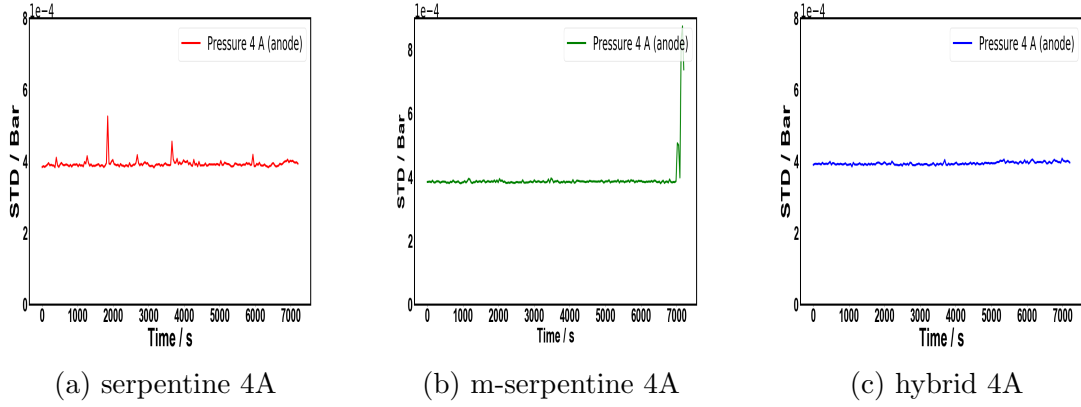 1e−4
8
6
4
2
0
STD / Bar
Pressure 4 A (anode)
0 1000 2000 3000 4000 5000 6000 7000
Time / s
(a) serpentine 4A
1e−4
8
6
4
2
0
STD / Bar
Pressure 4 A (anode)
0 1000 2000 3000 4000 5000 6000 7000
Time / s
(b) m-serpentine 4A
1e−4
8
6
4
2
0
STD / Bar
Pressure 4 A (anode)
0 1000 2000 3000 4000 5000 6000 7000
Time / s
(c) hybrid 4A